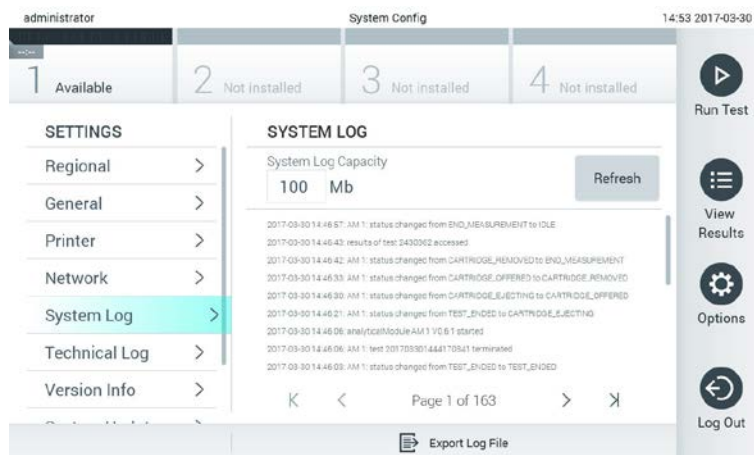 administrator System Config 14:53 2017-03-30
1 Available 2 Not installed 3 Not installed 4 Not installed
Run Test
View Results
Options
Log Out
SETTINGS
Regional
General
Printer
Network
System Log
Technical Log
Version Info
SYSTEM LOG
System Log Capacity
100 Mb
Refresh
2017-03-30 14:46:57: AM 1: status changed from END_MEASUREMENT to IDLE
2017-03-30 14:46:43: results of test 2430362 accessed
2017-03-30 14:46:42: AM 1: status changed from CARTRIDGE_REMOVED to END_MEASUREMENT
2017-03-30 14:46:33: AM 1: status changed from CARTRIDGE_OFFERED to CARTRIDGE_REMOVED
2017-03-30 14:46:30: AM 1: status changed from CARTRIDGE_EJECTING to CARTRIDGE_OFFERED
2017-03-30 14:46:21: AM 1: status changed from TEST_ENDED to CARTRIDGE_EJECTING
2017-03-30 14:46:06: analyticalModule AM 1 V0.6.1 started
2017-03-30 14:46:06: AM 1: test terminated
2017-03-30 14:46:03: AM 1: status changed from TEST_ENDED to TEST_ENDED
Page 1 of 163
Export Log File